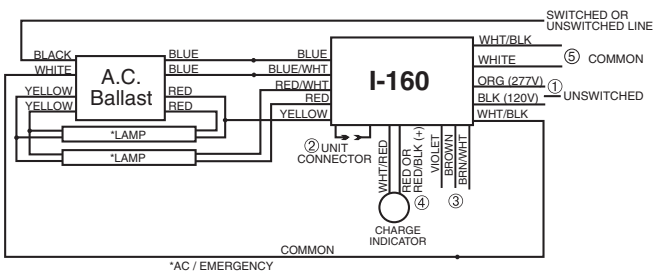 SWITCHED OR
UNSWITCHED LINE
BLACK
WHITE
YELLOW
YELLOW
A.C.
Ballast
BLUE
BLUE
RED
RED
*LAMP
*LAMP
BLUE
BLUE/WHT
RED/WHT
RED
YELLOW
I-160
WHT/BLK
WHITE
⑤ COMMON
ORG (277V)
①
BLK (120V)
UNSWITCHED
WHT/BLK
② UNIT
CONNECTOR
WHT/RED
RED OR
RED/BLK (+)
④
VIOLET
BROWN
BRN/WHT
③
CHARGE
INDICATOR
COMMON
*AC / EMERGENCY